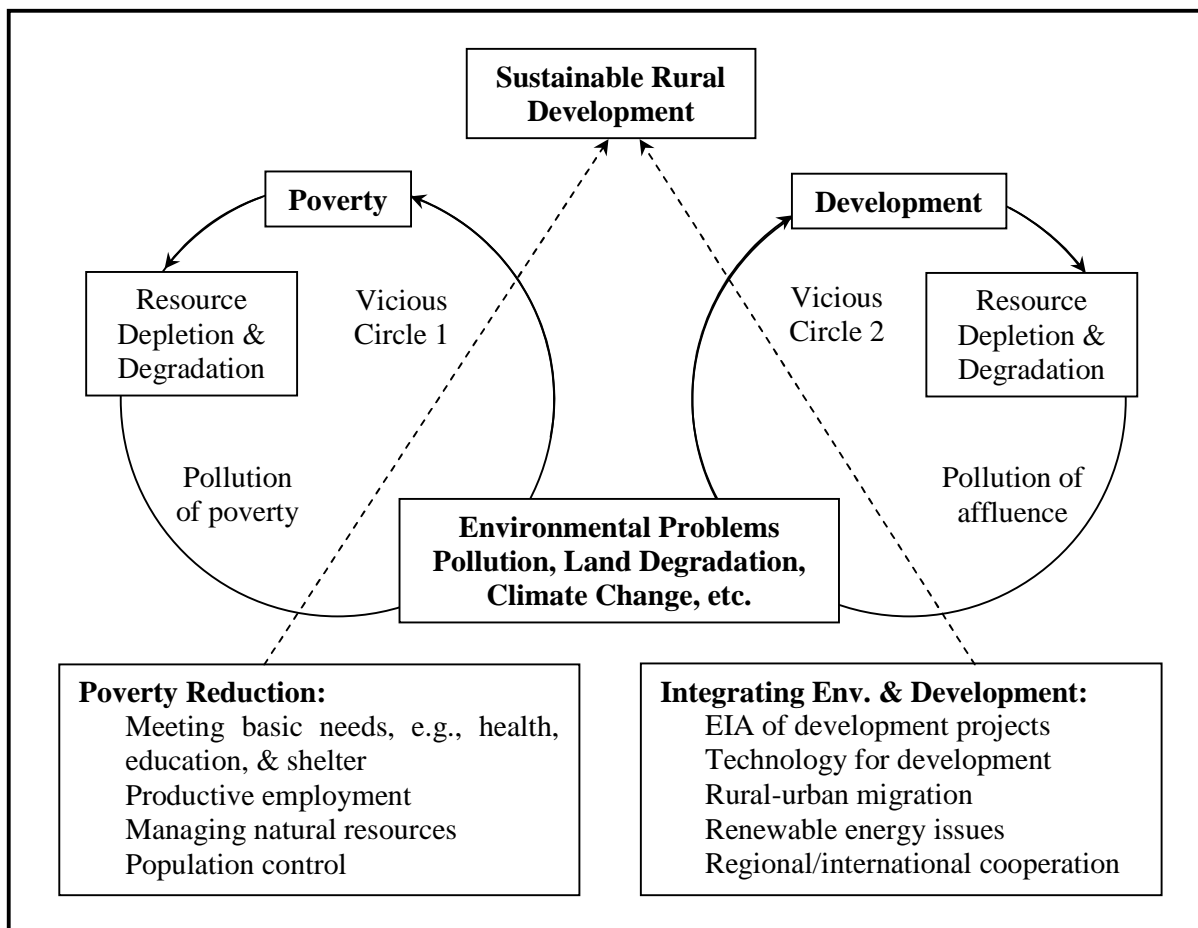 Sustainable Rural
Development
Poverty
Development
Resource
Depletion &
Degradation
Vicious
Circle 1
Vicious
Circle 2
Resource
Depletion &
Degradation
Pollution
of poverty
Pollution of
affluence
Environmental Problems
Pollution, Land Degradation,
Climate Change, etc.
Poverty Reduction:
Meeting basic needs, e.g., health,
education, & shelter
Productive employment
Managing natural resources
Population control
Integrating Env. & Development:
EIA of development projects
Technology for development
Rural-urban migration
Renewable energy issues
Regional/international cooperation